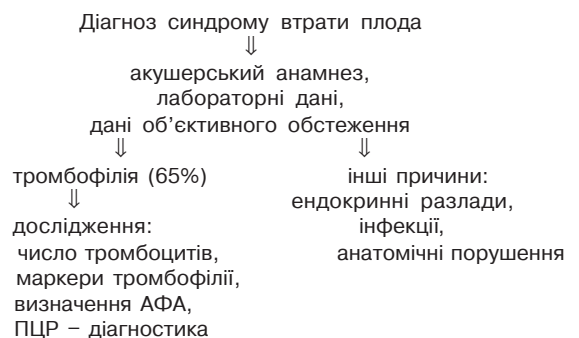 Діагноз синдрому втрати плода
⇓
акушерський анамнез,
лабораторні дані,
дані об’єктивного обстеження
⇓ ⇓
тромбофілія (65%)
⇓
дослідження:
число тромбоцитів,
маркери тромбофілії,
визначення АФА,
ПЦР – діагностика
інші причини:
ендокринні разлади,
інфекції,
анатомічні порушення